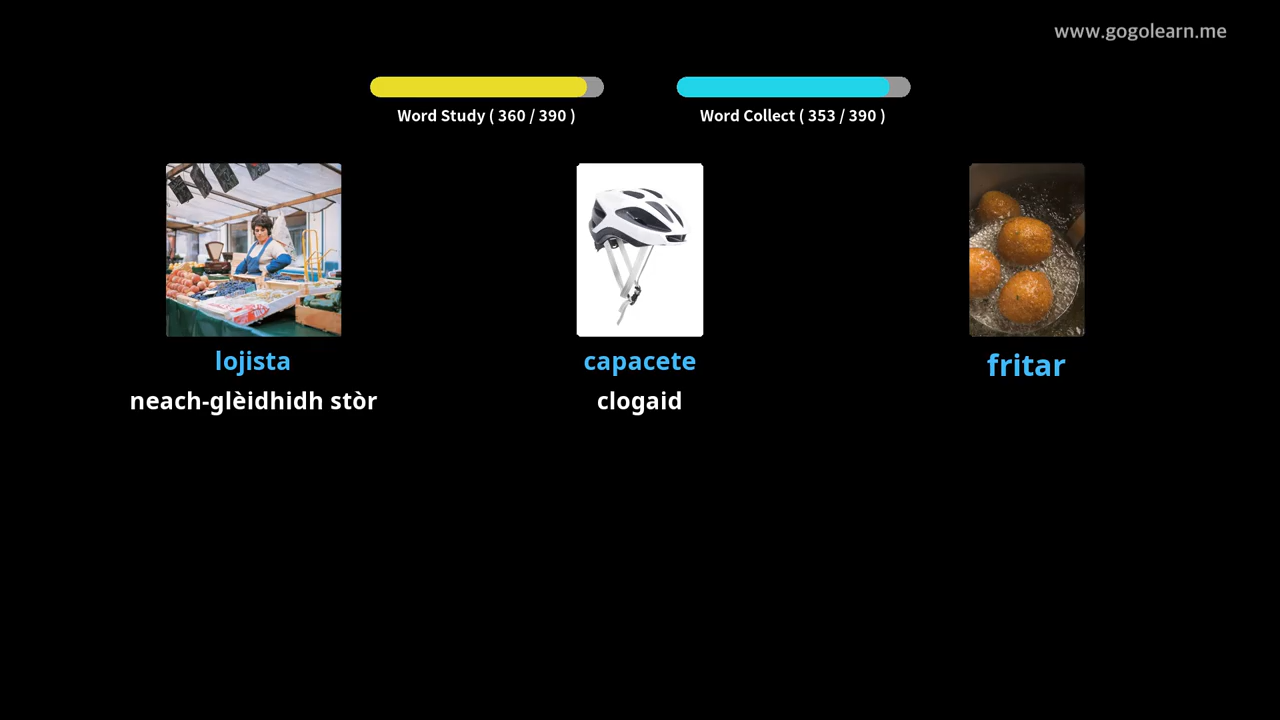 www.gogolearn.me
Word Study ( 360 / 390 )
Word Collect ( 353 / 390 )
lojista
neach-glèidhidh stòr
capacete
clogaid
fritar